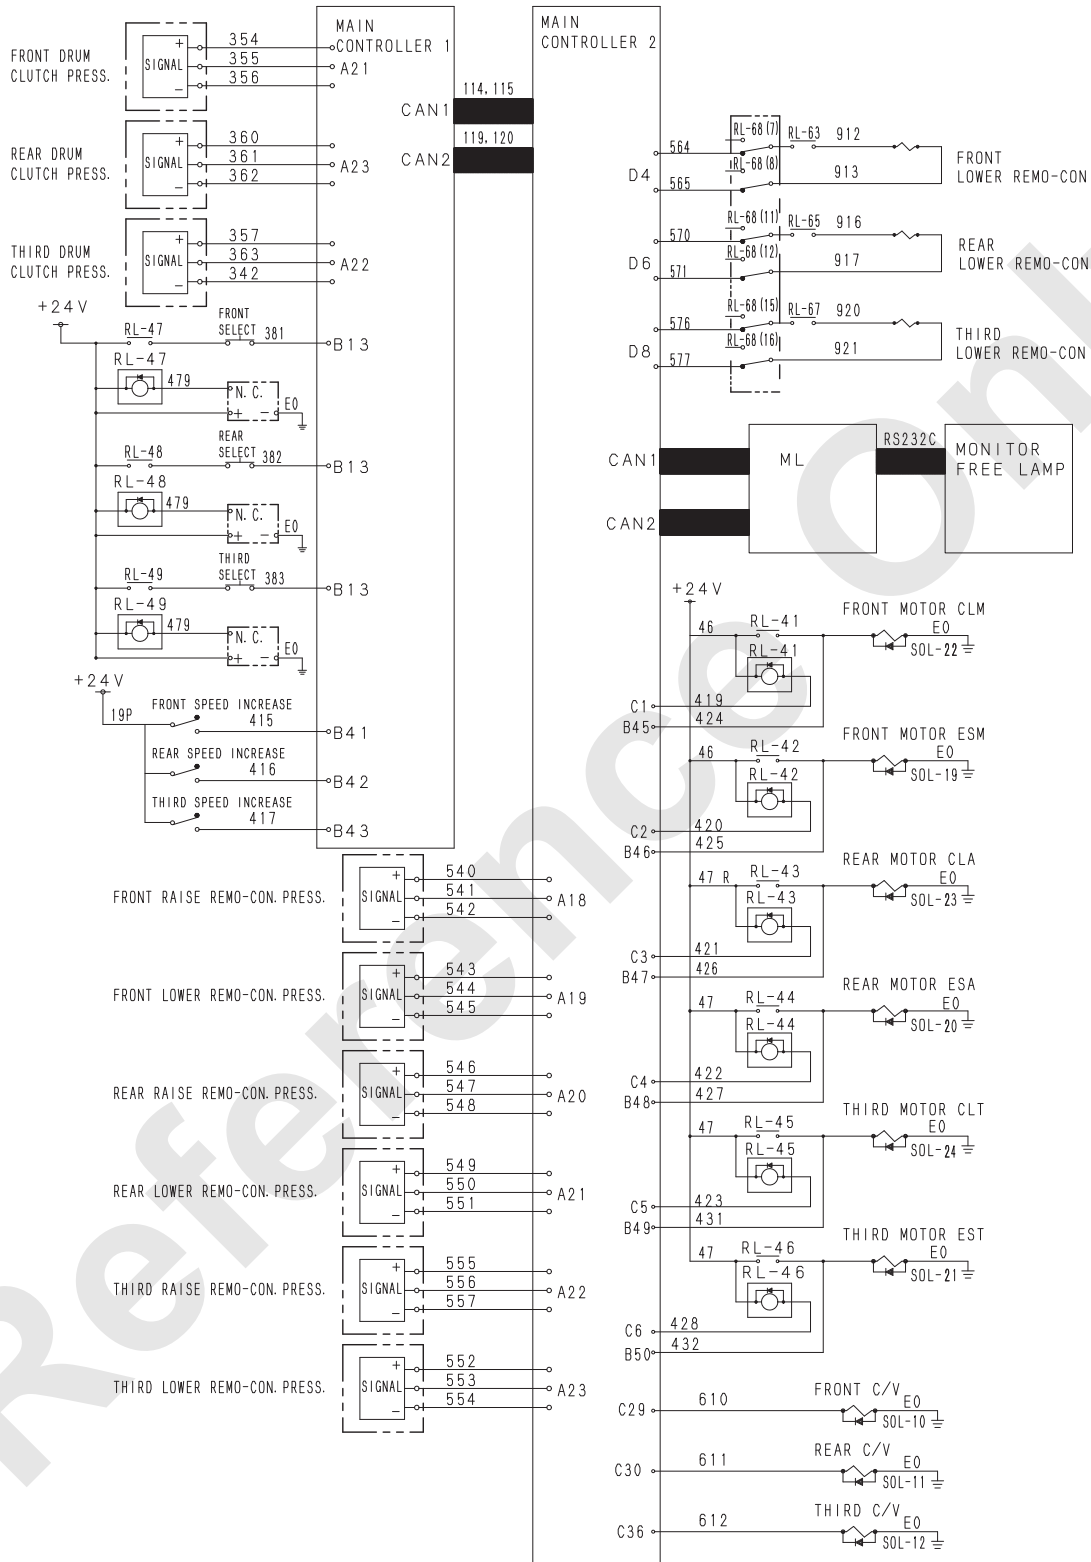 MAIN
CONTROLLER 1
MAIN
CONTROLLER 2
FRONT DRUM
CLUTCH PRESS.
+
SIGNAL
−
354
355
356
A21
REAR DRUM
CLUTCH PRESS.
+
SIGNAL
−
360
361
362
A23
THIRD DRUM
CLUTCH PRESS.
+
SIGNAL
−
357
363
342
A22
CAN1
114, 115
CAN2
119, 120
+24V
RL-47
FRONT
SELECT
381
B13
RL-47
479
N. C.
+ −
E0
RL-48
REAR
SELECT
382
B13
RL-48
479
N. C.
+ −
E0
RL-49
THIRD
SELECT
383
B13
RL-49
479
N. C.
+ −
E0
+24V
19P
FRONT SPEED INCREASE
415
B41
REAR SPEED INCREASE
416
B42
THIRD SPEED INCREASE
417
B43
FRONT RAISE REMO-CON. PRESS.
+
SIGNAL
−
540
541
542
A18
FRONT LOWER REMO-CON. PRESS.
+
SIGNAL
−
543
544
545
A19
REAR RAISE REMO-CON. PRESS.
+
SIGNAL
−
546
547
548
A20
REAR LOWER REMO-CON. PRESS.
+
SIGNAL
−
549
550
551
A21
THIRD RAISE REMO-CON. PRESS.
+
SIGNAL
−
555
556
557
A22
THIRD LOWER REMO-CON. PRESS.
+
SIGNAL
−
552
553
554
A23
D4
564
565
RL-68 (7)
RL-68 (8)
RL-63
912
913
FRONT
LOWER REMO-CON
D6
570
571
RL-68 (11)
RL-68 (12)
RL-65
916
917
REAR
LOWER REMO-CON
D8
576
577
RL-68 (15)
RL-68 (16)
RL-67
920
921
THIRD
LOWER REMO-CON
CAN1
CAN2
ML
RS232C
MONITOR
FREE LAMP
+24V
46
RL-41
RL-41
FRONT MOTOR CLM
E0
SOL-22
C1
419
B45
424
46
RL-42
RL-42
FRONT MOTOR ESM
E0
SOL-19
C2
420
B46
425
47 R
RL-43
RL-43
REAR MOTOR CLA
E0
SOL-23
C3
421
B47
426
47
RL-44
RL-44
REAR MOTOR ESA
E0
SOL-20
C4
422
B48
427
47
RL-45
RL-45
THIRD MOTOR CLT
E0
SOL-24
C5
423
B49
431
47
RL-46
RL-46
THIRD MOTOR EST
E0
SOL-21
C6
428
B50
432
C29
610
FRONT C/V
E0
SOL-10
C30
611
REAR C/V
E0
SOL-11
C36
612
THIRD C/V
E0
SOL-12
Reference Onl